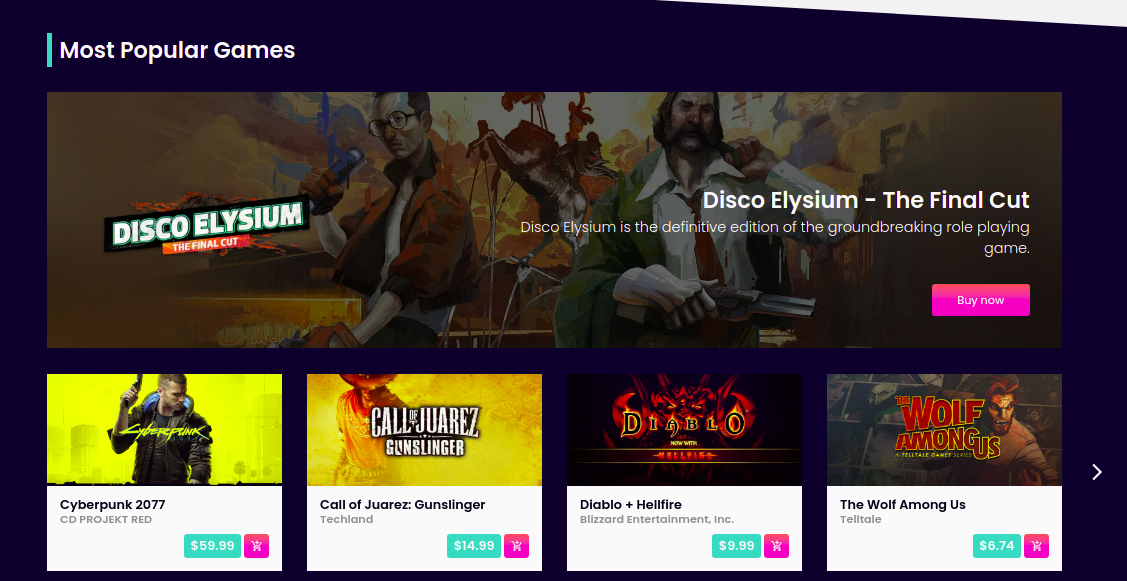 Most Popular Games
DISCO ELYSIUM
THE FINAL CUT
Disco Elysium - The Final Cut
Disco Elysium is the definitive edition of the groundbreaking role playing
game.
Buy now
Cyberpunk
CALL OF JUAREZ
GUNSLINGER
DIABLO
NOW WITH
HELLFIRE
THE WOLF
AMONG US
A TELLTALE GAMES SERIES
Cyberpunk 2077
CD PROJEKT RED
$59.99
Call of Juarez: Gunslinger
Techland
$14.99
Diablo + Hellfire
Blizzard Entertainment, Inc.
$9.99
The Wolf Among Us
Telltale
$6.74